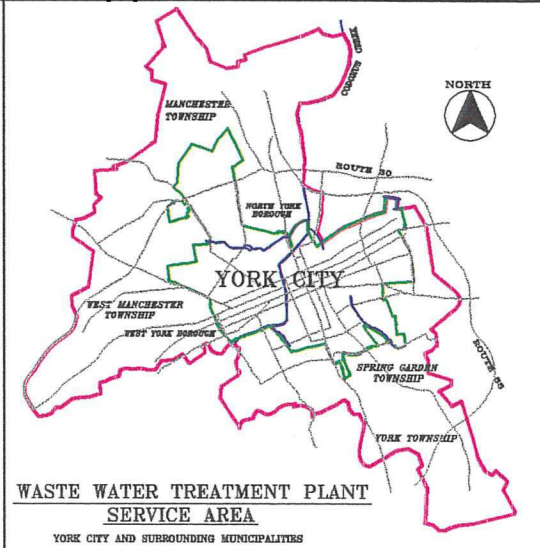 CODORUS CREEK
MANCHESTER
TOWNSHIP
NORTH
ROUTE 30
NORTH YORK
BOROUGH
YORK CITY
WEST MANCHESTER
TOWNSHIP
WEST YORK BOROUGH
ROUTE 83
SPRING GARDEN
TOWNSHIP
YORK TOWNSHIP
WASTE WATER TREATMENT PLANT
SERVICE AREA
YORK CITY AND SURROUNDING MUNICIPALITIES